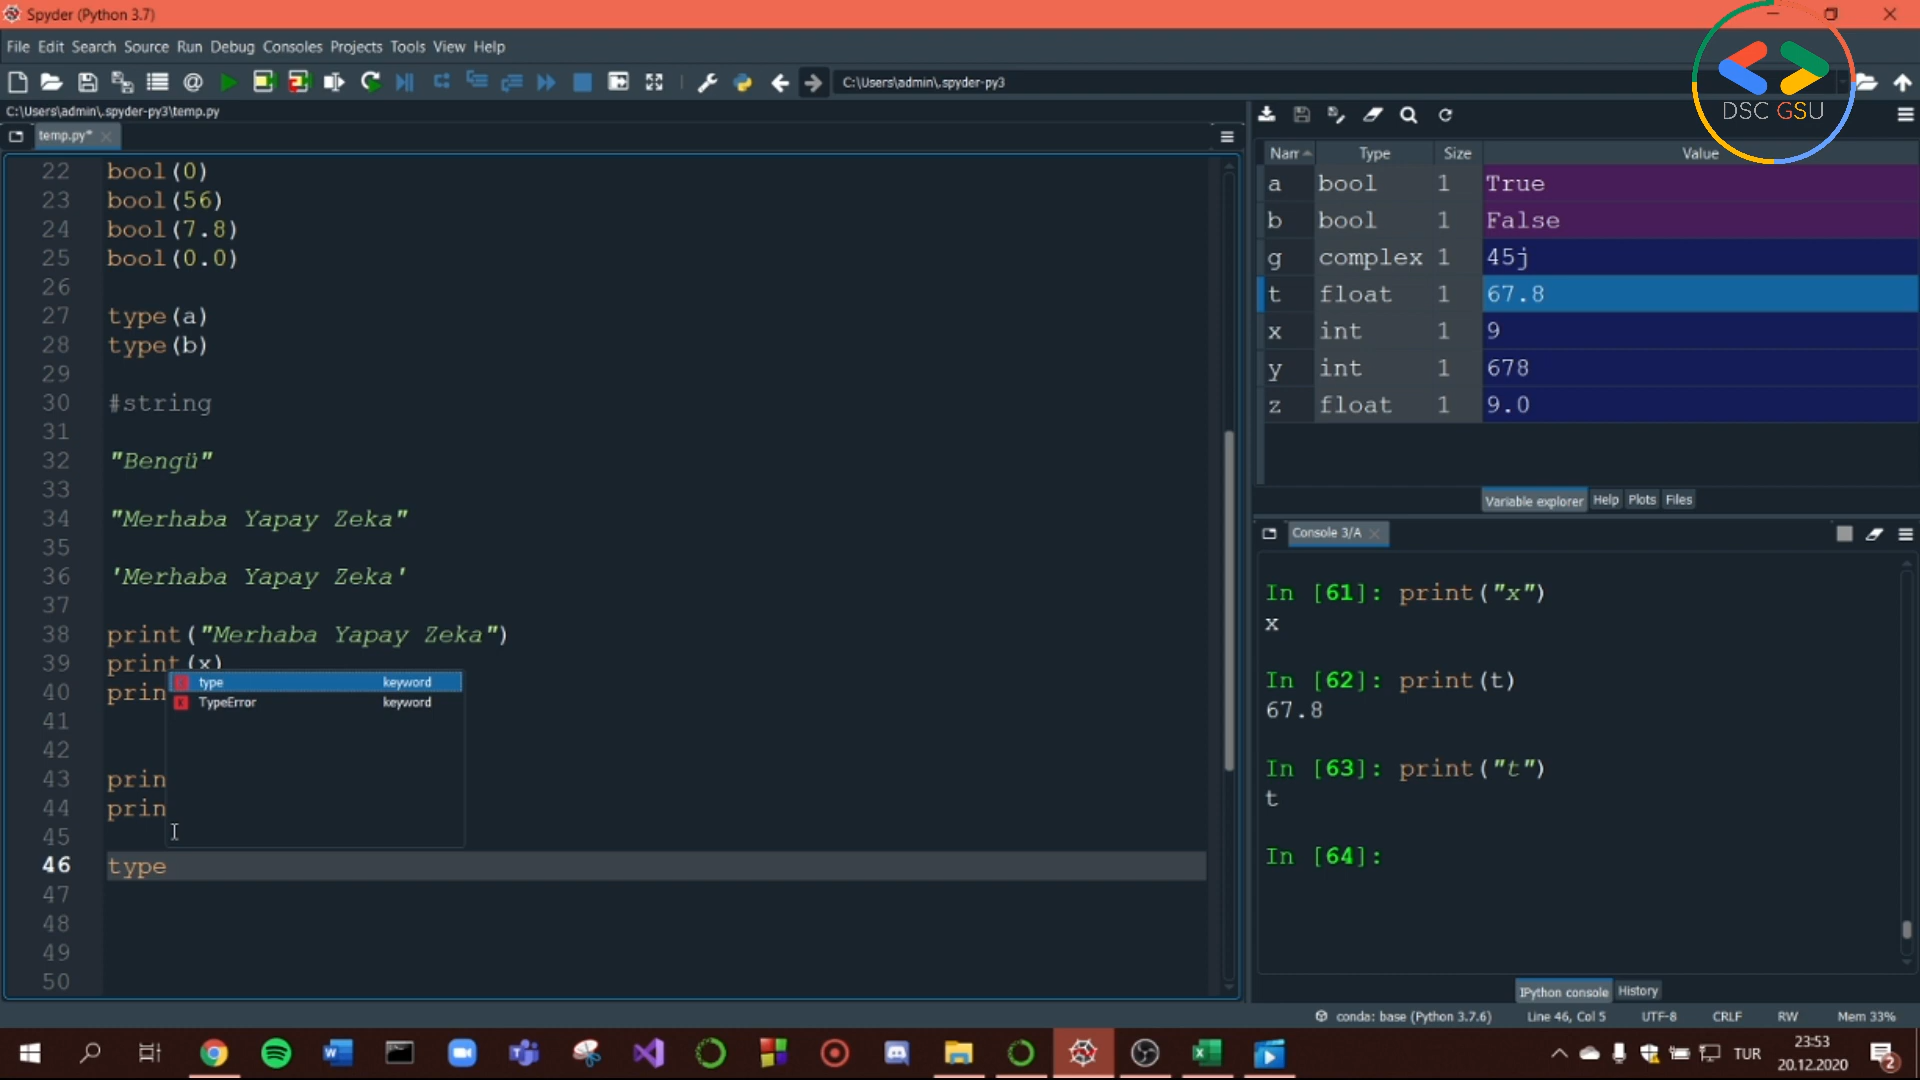 Spyder (Python 3.7)
File Edit Search Source Run Debug Consoles Projects Tools View Help
C:\Users\admin\.spyder-py3
DSC GSU
C:\Users\admin\.spyder-py3\temp.py
temp.py*
22 bool(0)
23 bool(56)
24 bool(7.8)
25 bool(0.0)
26
27 type(a)
28 type(b)
29
30 #string
31
32 "Bengü"
33
34 "Merhaba Yapay Zeka"
35
36 'Merhaba Yapay Zeka'
37
38 print("Merhaba Yapay Zeka")
39 print(x)
40 prin
41
42
43 prin
44 prin
45
46 type
47
48
49
50
type keyword
TypeError keyword
Narr Type Size Value
a bool 1 True
b bool 1 False
g complex 1 45j
t float 1 67.8
x int 1 9
y int 1 678
z float 1 9.0
Variable explorer Help Plots Files
Console 3/A
In [61]: print("x")
x
In [62]: print(t)
67.8
In [63]: print("t")
t
In [64]:
IPython console History
conda: base (Python 3.7.6) Line 46, Col 5 UTF-8 CRLF RW Mem 33%
TUR
23:53
20.12.2020
2